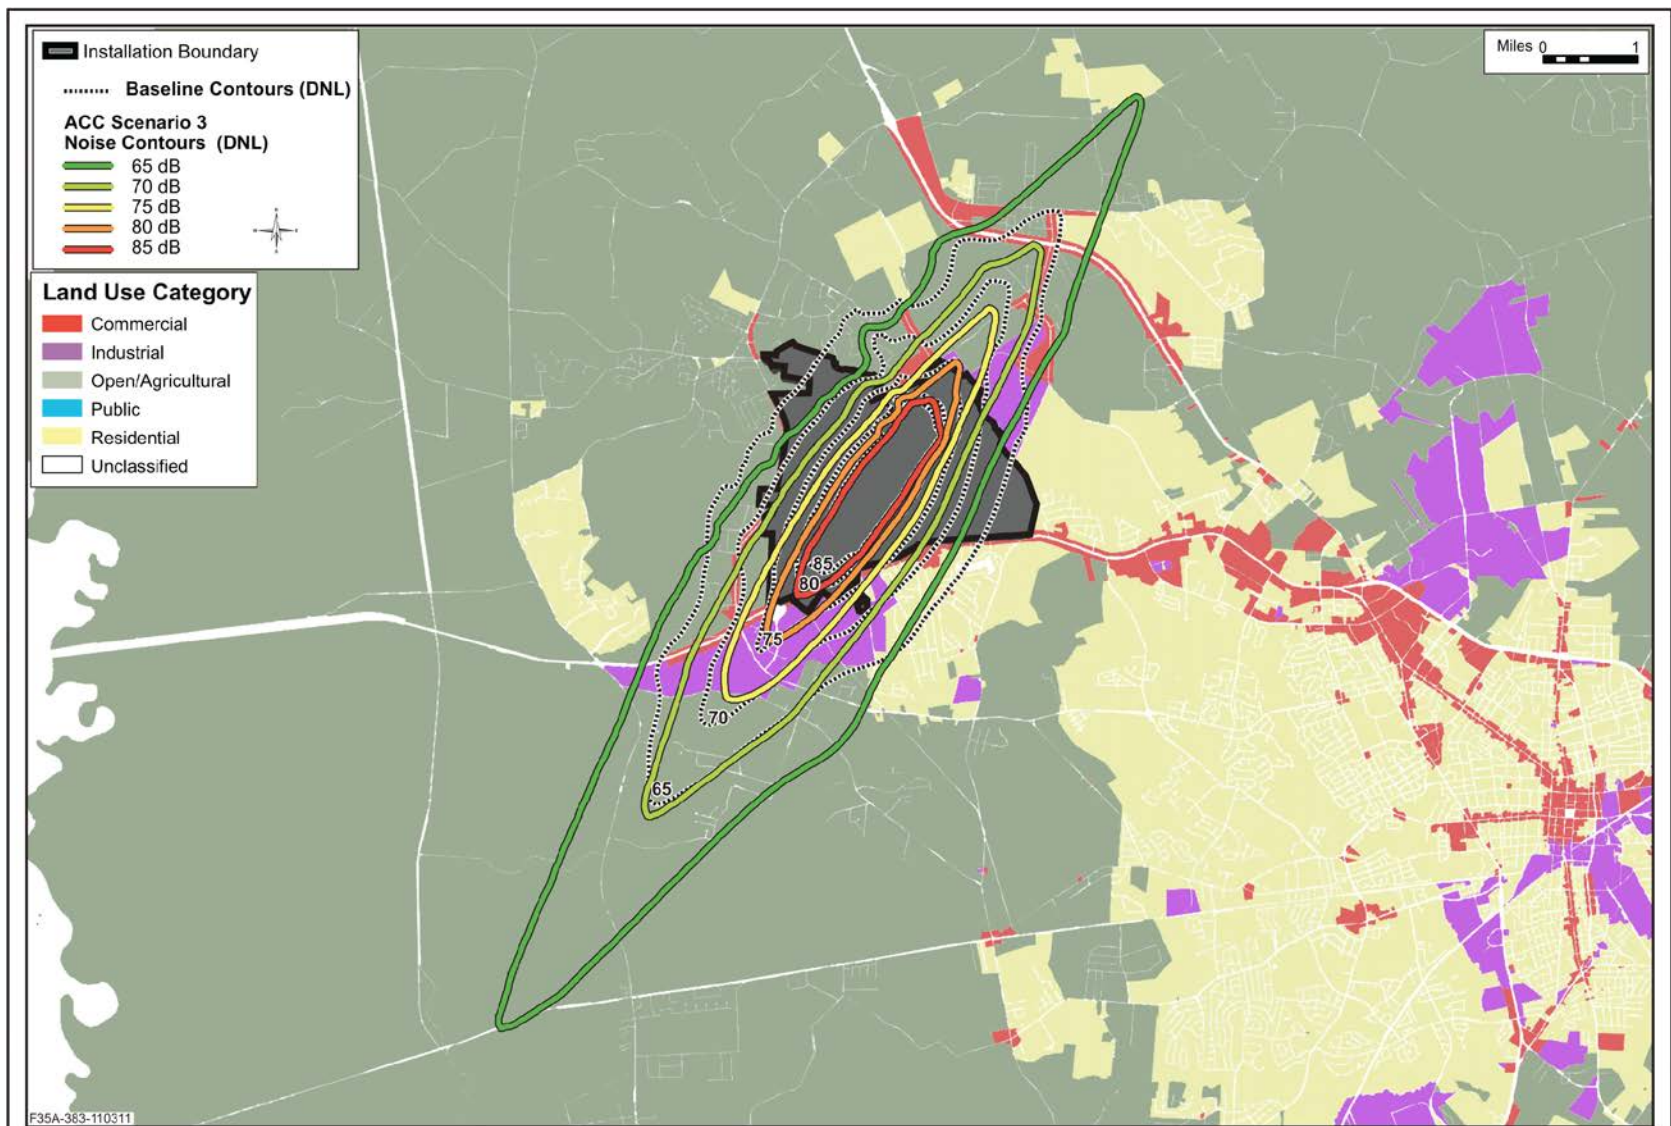 Installation Boundary
Baseline Contours (DNL)
ACC Scenario 3
Noise Contours (DNL)
65 dB
70 dB
75 dB
80 dB
85 dB
Land Use Category
Commercial
Industrial
Open/Agricultural
Public
Residential
Unclassified
Miles 0 1
85
80
75
70
65
F35A-383-110311